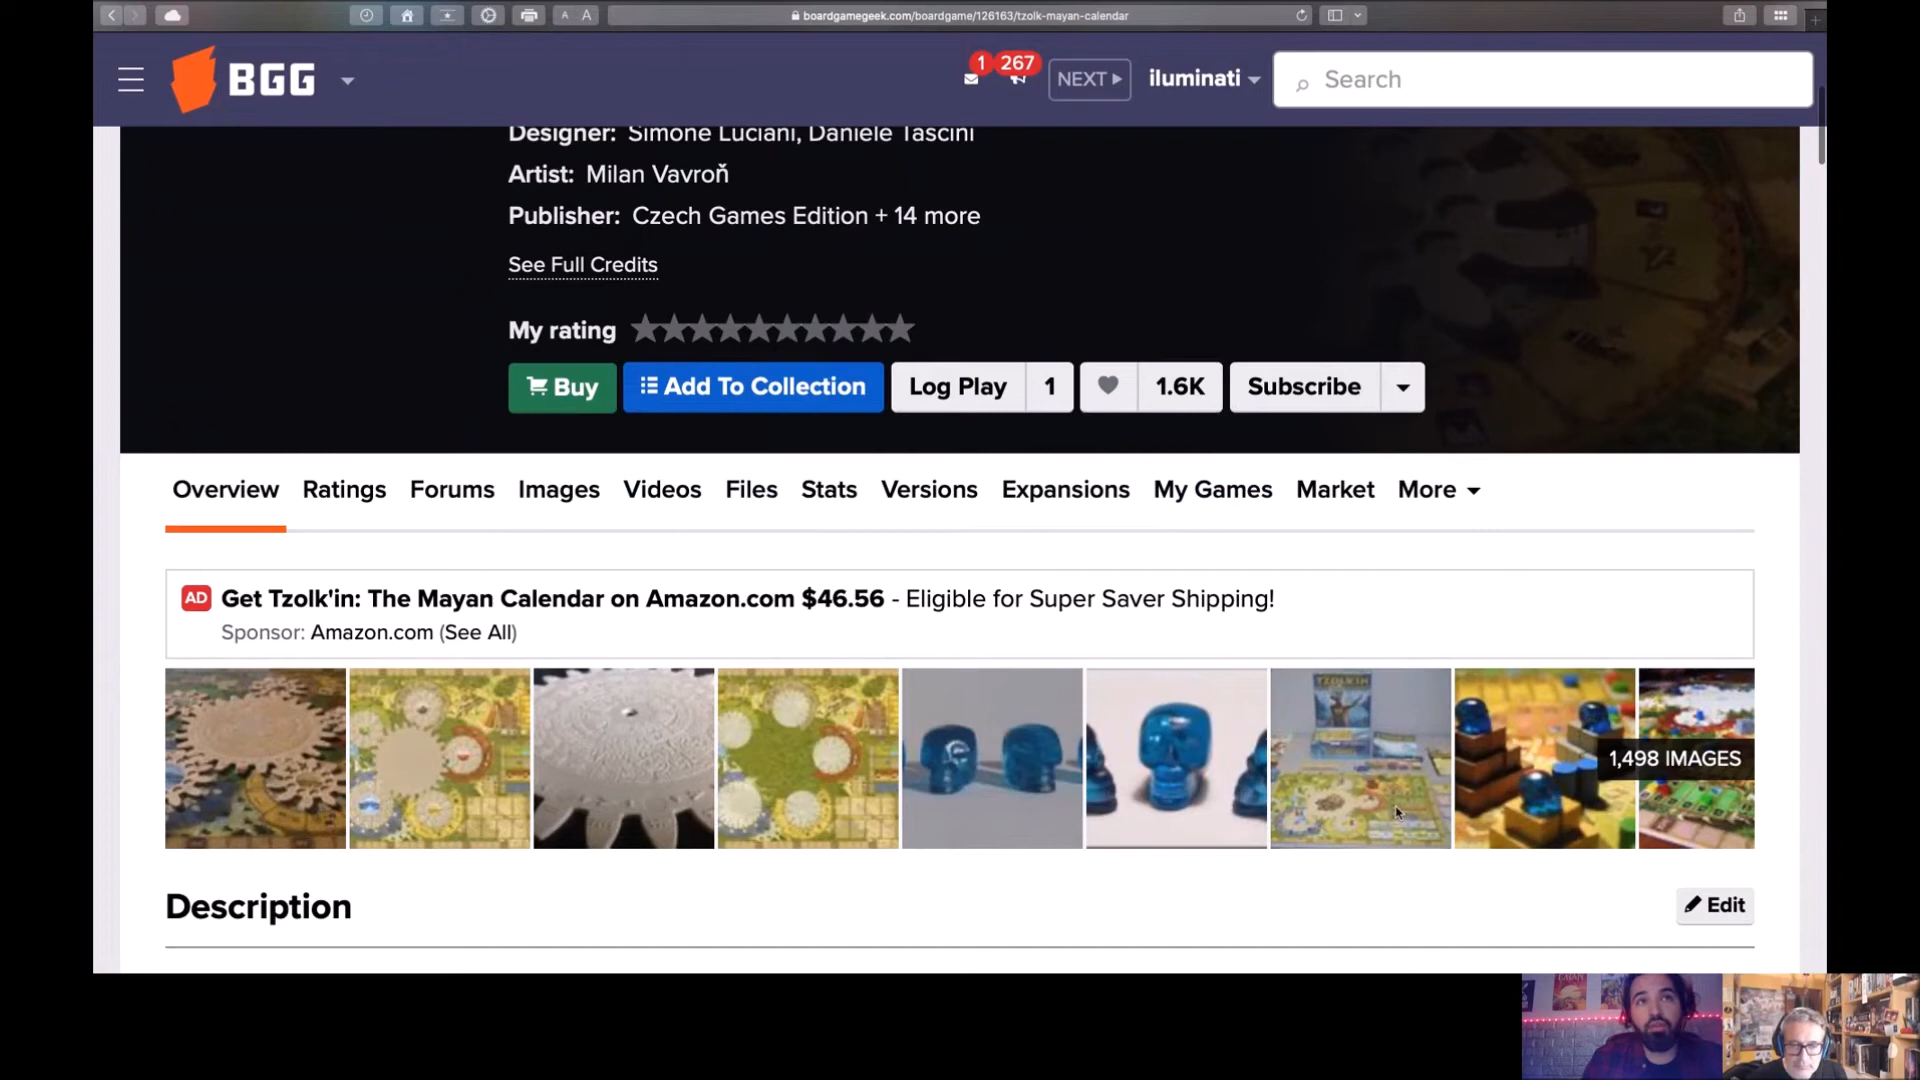 boardgamegeek.com/boardgame/126163/tzolk-mayan-calendar
A A
BGG
1 267
NEXT
iluminati
Search
Designer: Simone Luciani, Daniele Tascini
Artist: Milan Vavroň
Publisher: Czech Games Edition + 14 more
See Full Credits
My rating
Buy
Add To Collection
Log Play 1
1.6K
Subscribe
Overview Ratings Forums Images Videos Files Stats Versions Expansions My Games Market More
AD Get Tzolk'in: The Mayan Calendar on Amazon.com $46.56 - Eligible for Super Saver Shipping!
Sponsor: Amazon.com (See All)
TZOLKIN
1,498 IMAGES
Description
Edit